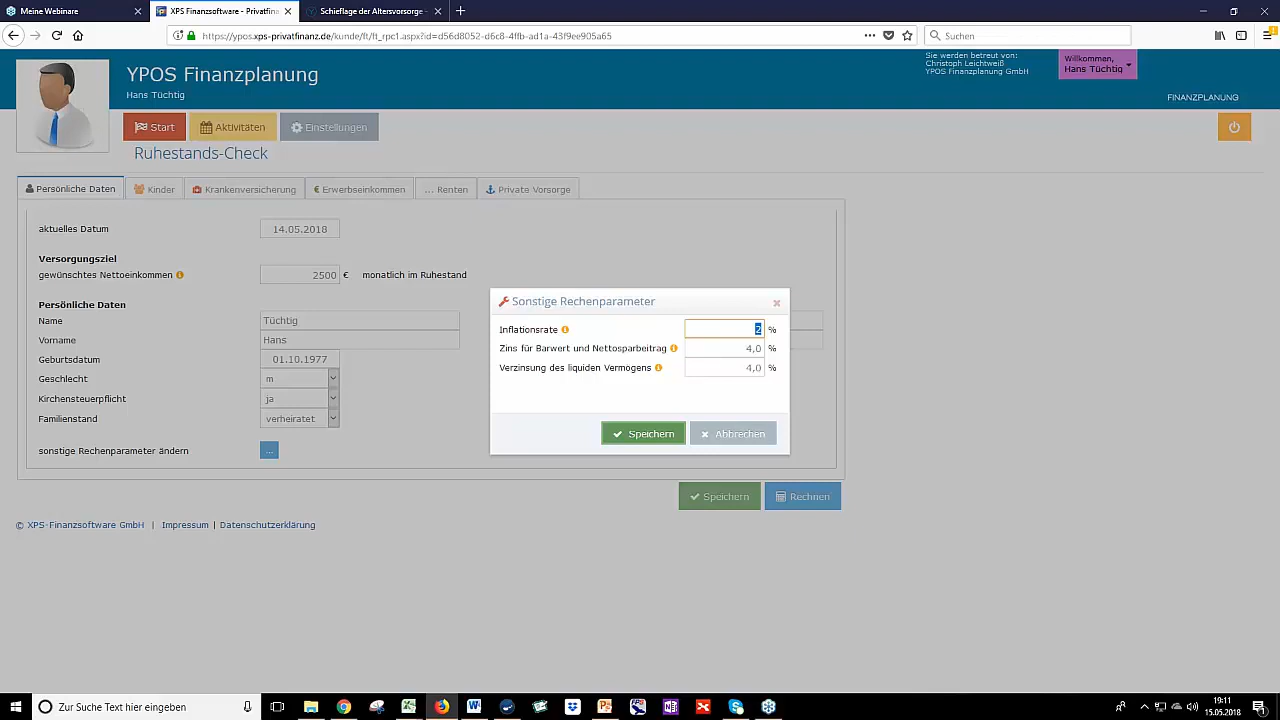 Meine Webinare
XPS Finanzsoftware - Privatfin
Schieflage der Altersvorsorge -
https://ypos.xps-privatfinanz.de/kunde/ft/ft_rpc1.aspx?id=d56d8052-d6c8-4ffb-ad1a-43f9ee905a65
Suchen
YPOS Finanzplanung
Hans Tüchtig
Sie werden betreut von:
Christoph Leichtweiß
YPOS Finanzplanung GmbH
Willkommen,
Hans Tüchtig
FINANZPLANUNG
Start
Aktivitäten
Einstellungen
Ruhestands-Check
Persönliche Daten
Kinder
Krankenversicherung
€ Erwerbseinkommen
... Renten
Private Vorsorge
aktuelles Datum 14.05.2018
Versorgungsziel
gewünschtes Nettoeinkommen 2500 € monatlich im Ruhestand
Persönliche Daten
Name Tüchtig
Vorname Hans
Geburtsdatum 01.10.1977
Geschlecht m
Kirchensteuerpflicht ja
Familienstand verheiratet
sonstige Rechenparameter ändern ...
Sonstige Rechenparameter
Inflationsrate 2 %
Zins für Barwert und Nettosparbeitrag 4,0 %
Verzinsung des liquiden Vermögens 4,0 %
Speichern
Abbrechen
Speichern
Rechnen
© XPS-Finanzsoftware GmbH | Impressum | Datenschutzerklärung
Zur Suche Text hier eingeben
19:11
15.05.2018